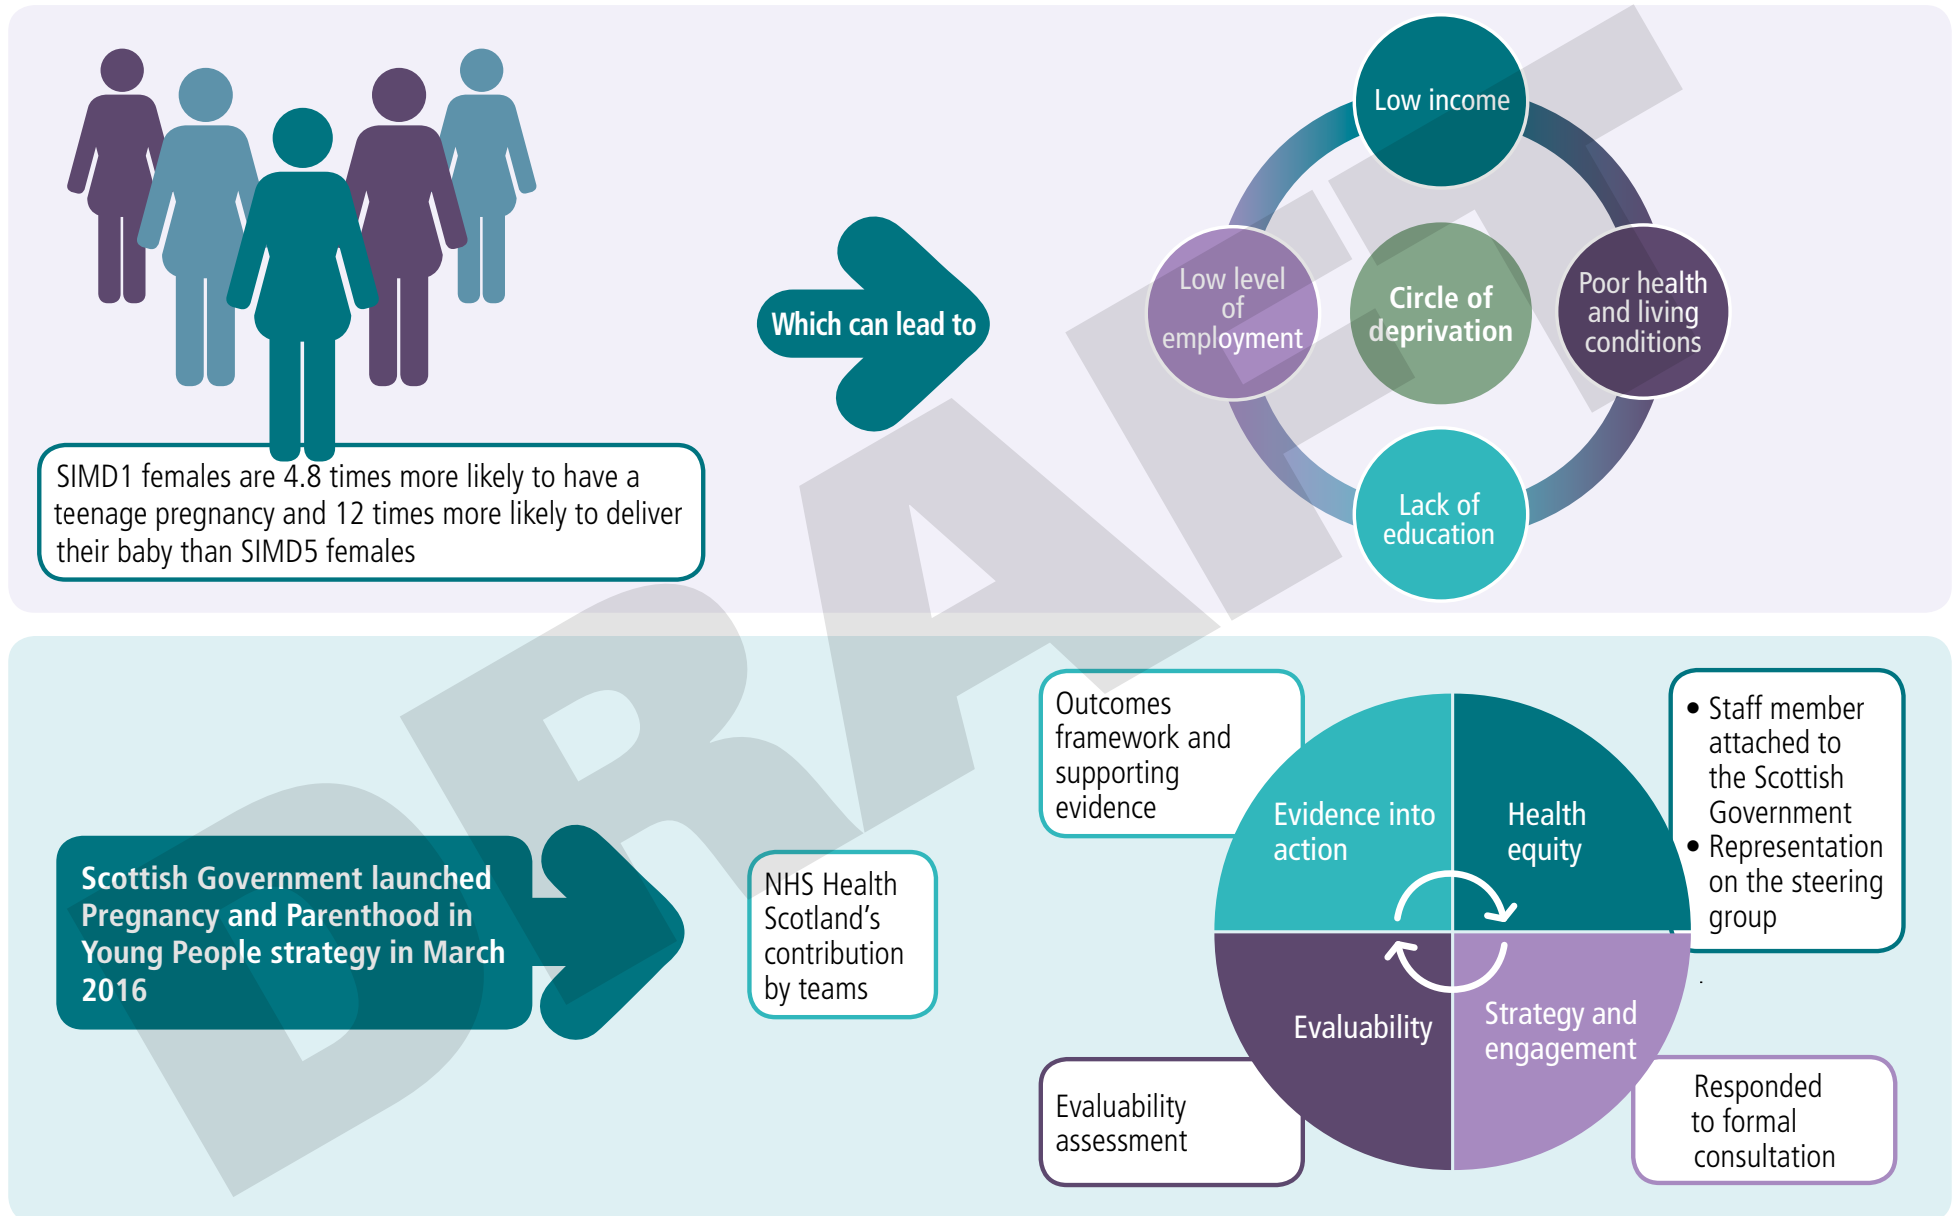 SIMD1 females are 4.8 times more likely to have a
teenage pregnancy and 12 times more likely to deliver
their baby than SIMD5 females
Which can lead to
Low income
Low level
of
employment
Circle of
deprivation
Poor health
and living
conditions
Lack of
education
Scottish Government launched
Pregnancy and Parenthood in
Young People strategy in March
2016
NHS Health
Scotland’s
contribution
by teams
Outcomes
framework and
supporting
evidence
Evidence into
action
Health
equity
• Staff member
attached to
the Scottish
Government
• Representation
on the steering
group
Evaluability
Strategy and
engagement
Evaluability
assessment
Responded
to formal
consultation
.
DRAFT